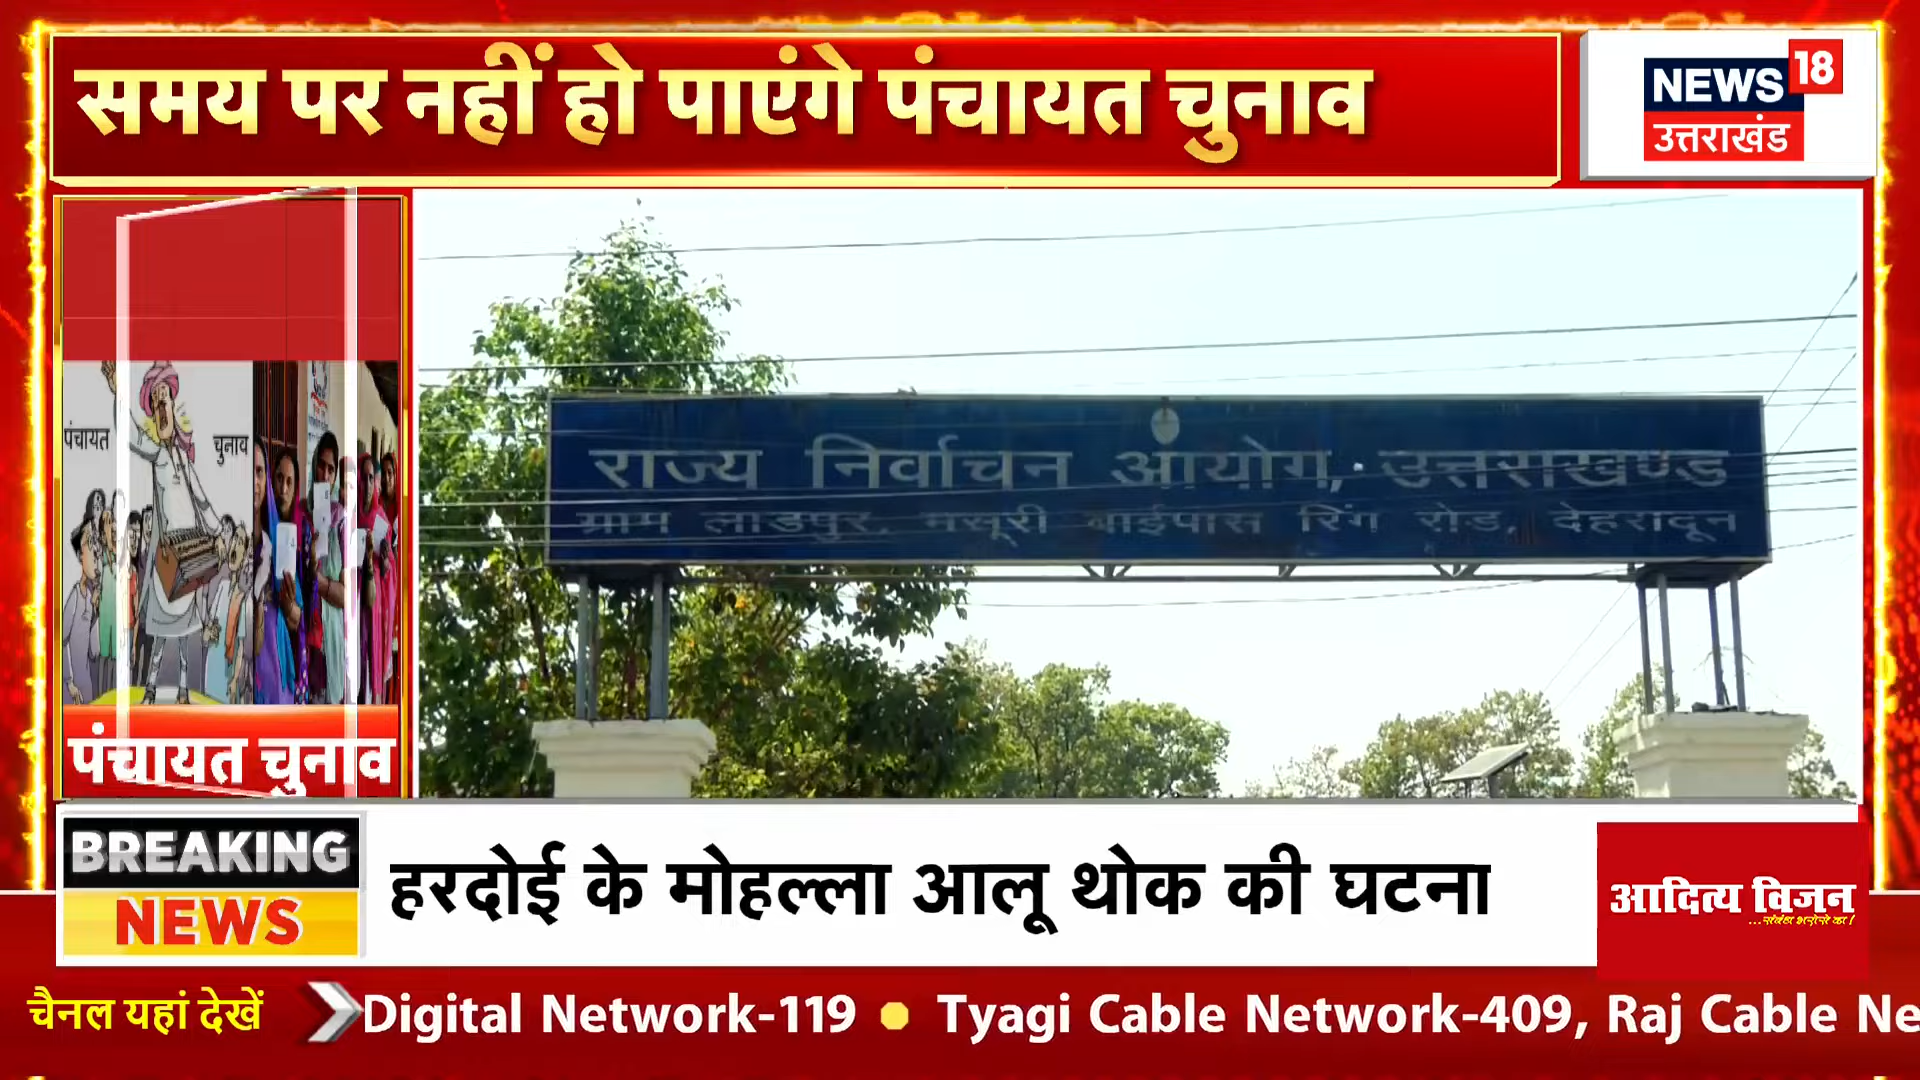 समय पर नहीं हो पाएंगे पंचायत चुनाव
NEWS 18
उत्तराखंड
पंचायत चुनाव
राज्य निर्वाचन आयोग, उत्तराखण्ड
ग्राम लाडपुर, मसूरी बाईपास रिंग रोड, देहरादून
पंचायत चुनाव
BREAKING
NEWS
हरदोई के मोहल्ला आलू थोक की घटना
आदित्य विजन
...संबंध भरोसे का!
चैनल यहां देखें
Digital Network-119 ● Tyagi Cable Network-409, Raj Cable Ne